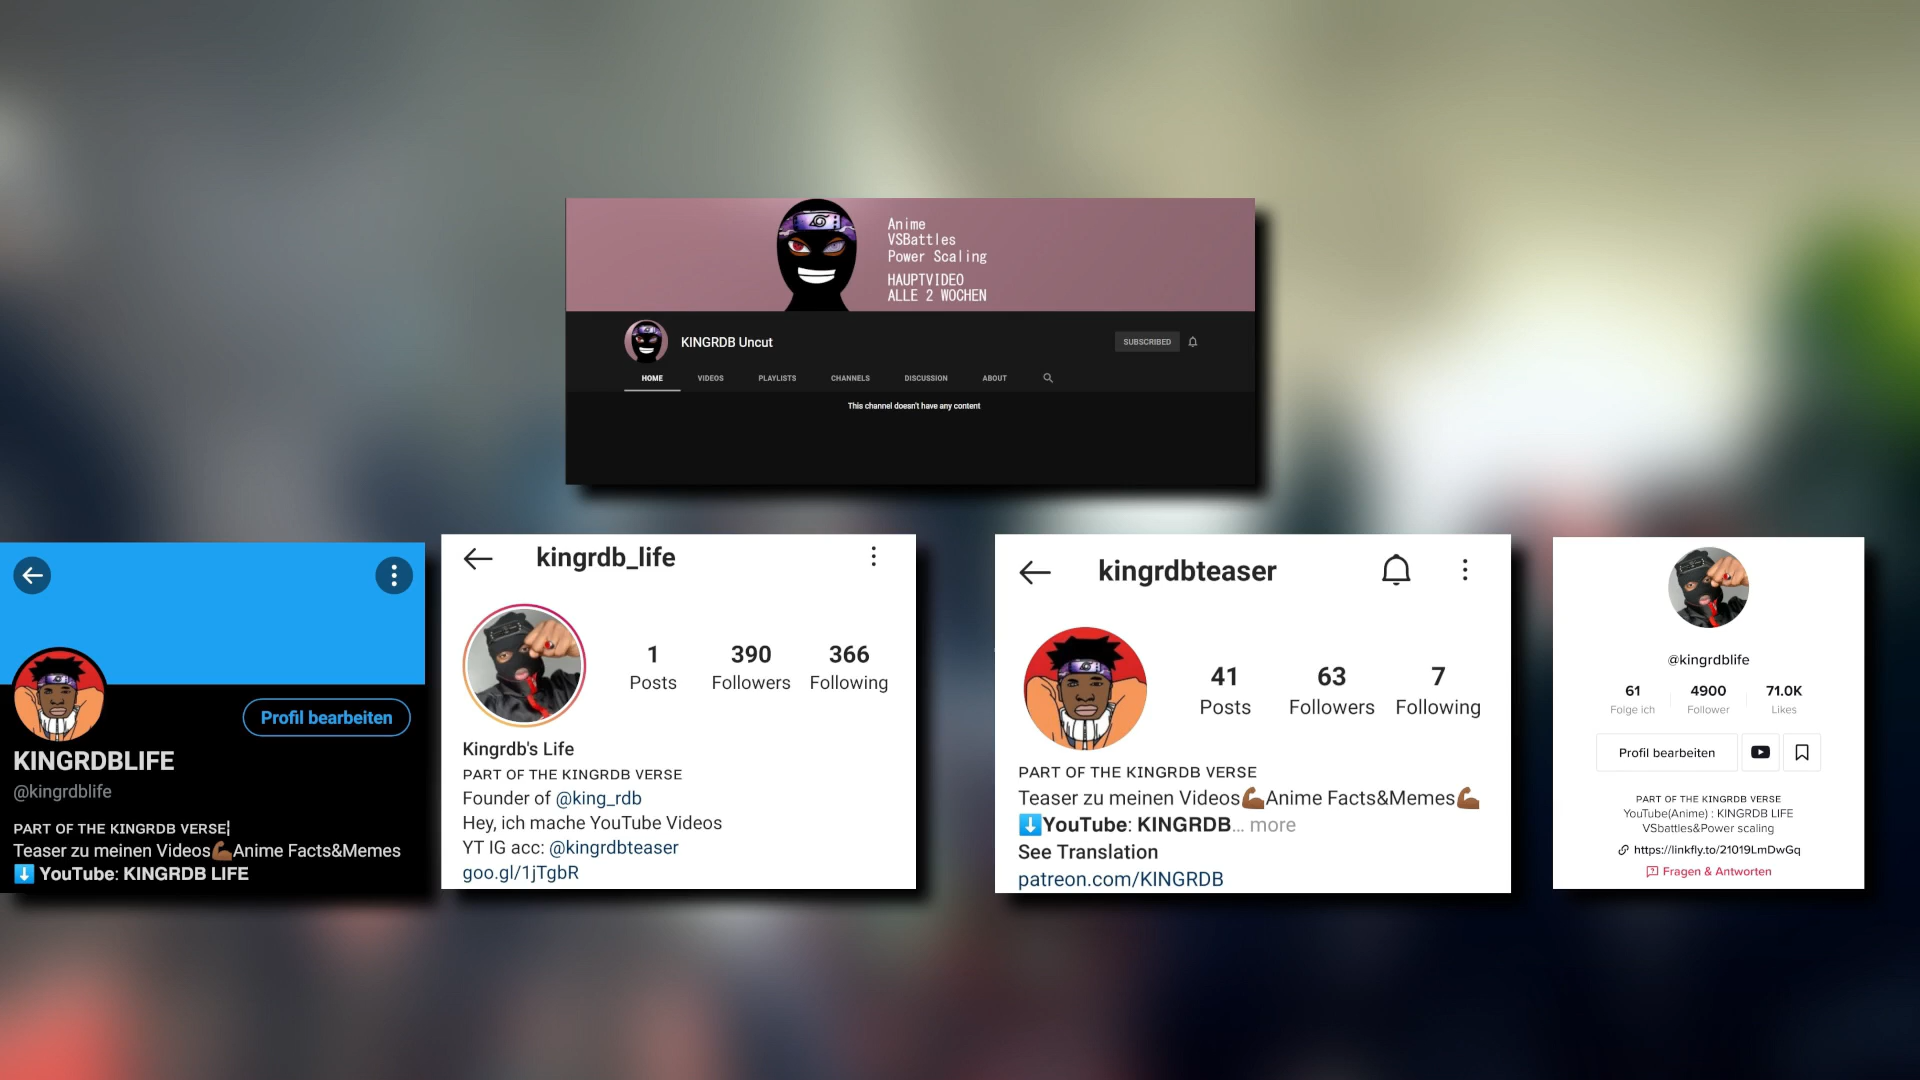 Anime
VSBattles
Power Scaling
HAUPTVIDEO
ALLE 2 WOCHEN
KINGRDB Uncut
SUBSCRIBED
HOME VIDEOS PLAYLISTS CHANNELS DISCUSSION ABOUT
This channel doesn't have any content
Profil bearbeiten
KINGRDBLIFE
@kingrdblife
PART OF THE KINGRDB VERSE¦
Teaser zu meinen Videos💪🏾Anime Facts&Memes
⬇️ YouTube: KINGRDB LIFE
kingrdb_life
1 390 366
Posts Followers Following
Kingrdb's Life
PART OF THE KINGRDB VERSE
Founder of @king_rdb
Hey, ich mache YouTube Videos
YT IG acc: @kingrdbteaser
goo.gl/1jTgbR
kingrdbteaser
41 63 7
Posts Followers Following
PART OF THE KINGRDB VERSE
Teaser zu meinen Videos💪🏾Anime Facts&Memes💪🏾
⬇️YouTube: KINGRDB... more
See Translation
patreon.com/KINGRDB
@kingrdblife
61 4900 71.0K
Folge ich Follower Likes
Profil bearbeiten
PART OF THE KINGRDB VERSE
YouTube(Anime) : KINGRDB LIFE
VSbattles&Power scaling
https://linkfly.to/21019LmDwGq
Fragen & Antworten